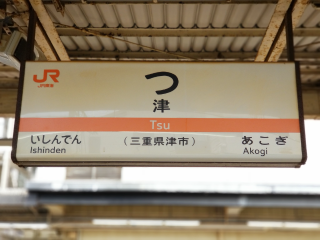 JR
JR東海
つ
津
Tsu
いしんでん
（三重県津市）
あこぎ
Ishinden
Akogi